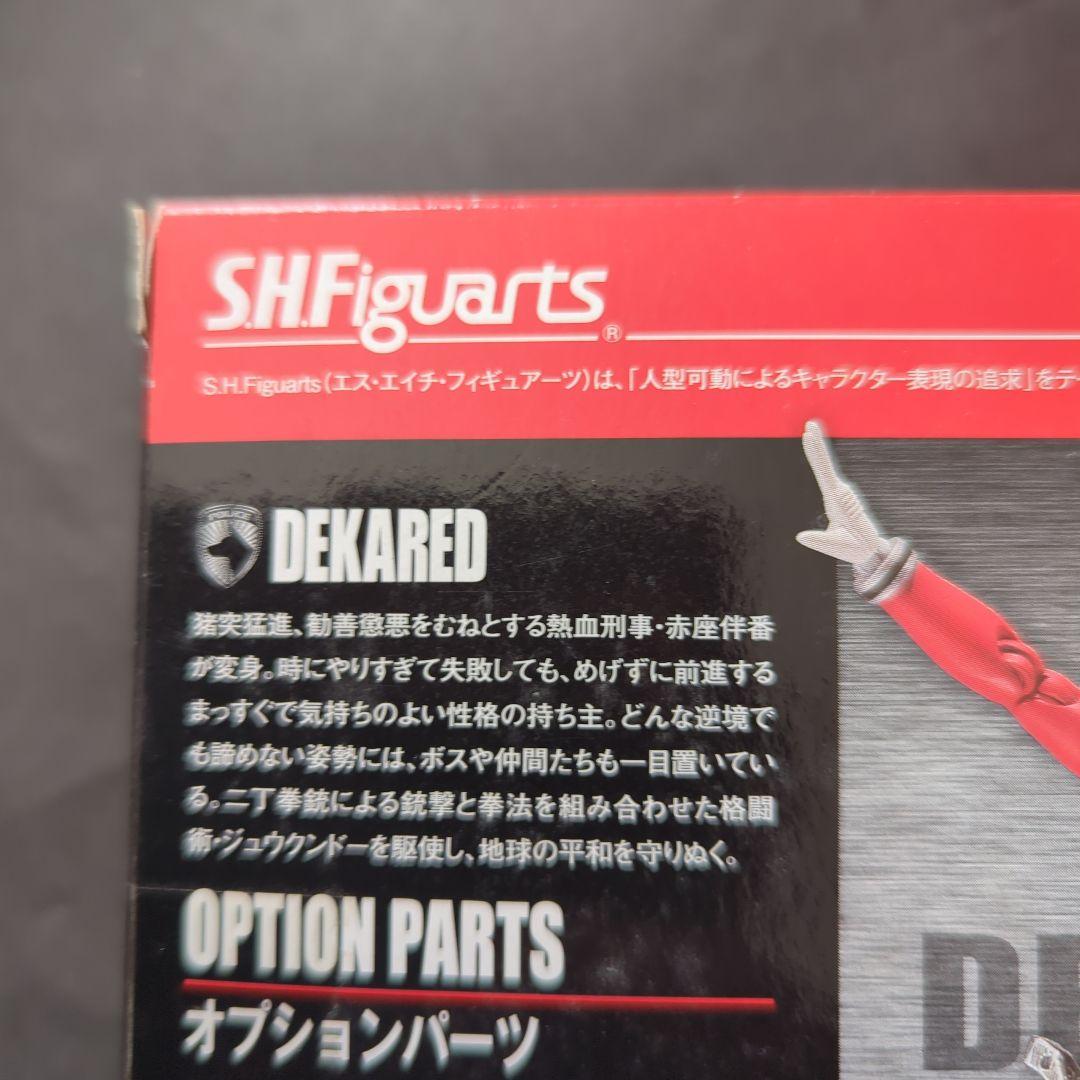 S.H.Figuarts®
S.H.Figuarts(エス・エイチ・フィギュアーツ)は、「人型可動によるキャラクター表現の追求」をテー
POLICE
DEKARED
猪突猛進、勧善懲悪をむねとする熱血刑事・赤座伴番
が変身。時にやりすぎて失敗しても、めげずに前進する
まっすぐで気持ちのよい性格の持ち主。どんな逆境で
も諦めない姿勢には、ボスや仲間たちも一目置いてい
る。二丁拳銃による銃撃と拳法を組み合わせた格闘
術・ジュウクンドーを駆使し、地球の平和を守りぬく。
OPTION PARTS
オプションパーツ